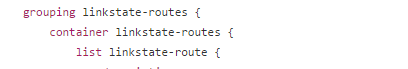 grouping linkstate-routes {
container linkstate-routes {
list linkstate-route {